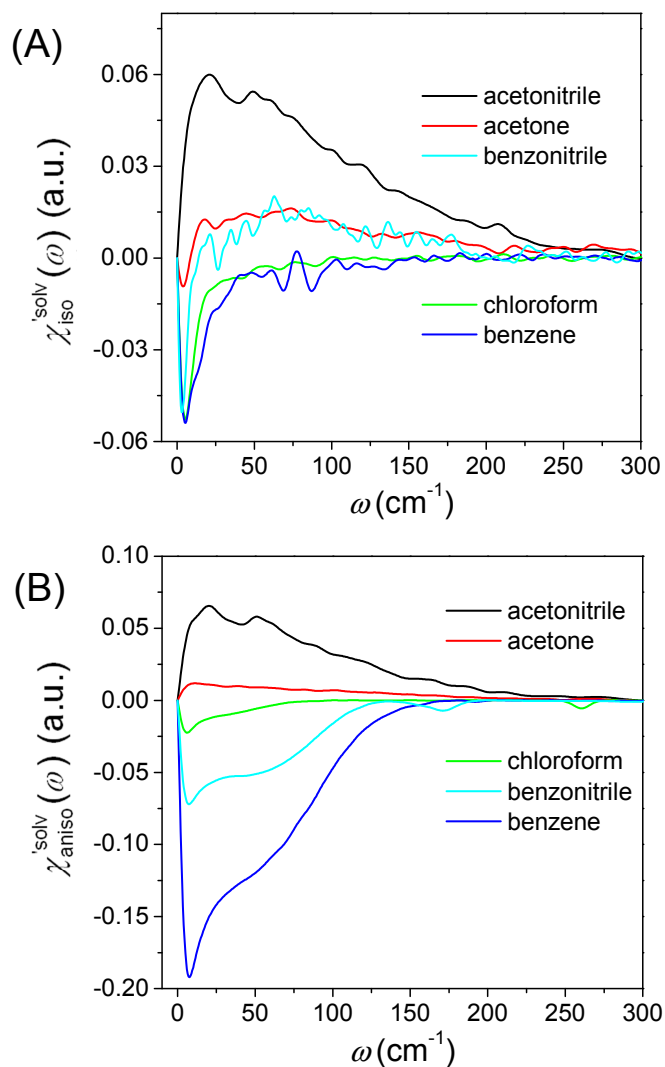 (A)
0.06
0.03
0.00
-0.03
-0.06
χ'solv iso (ω) (a.u.)
acetonitrile
acetone
benzonitrile
chloroform
benzene
0 50 100 150 200 250 300
ω (cm-1)
(B)
0.10
0.05
0.00
-0.05
-0.10
-0.15
-0.20
χ'solv aniso (ω) (a.u.)
acetonitrile
acetone
chloroform
benzonitrile
benzene
0 50 100 150 200 250 300
ω (cm-1)